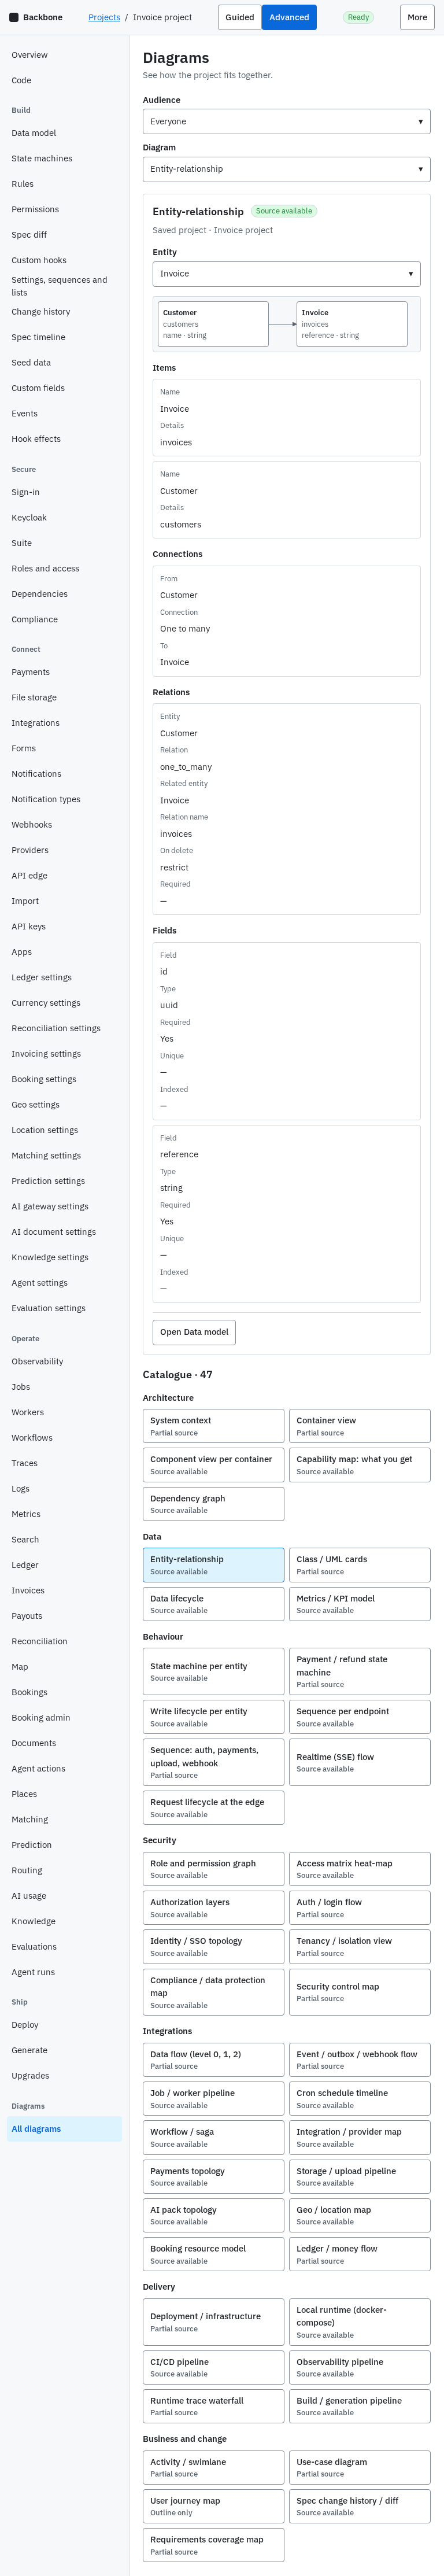 Backbone
Projects / Invoice project
Guided
Advanced
Ready
More
Overview
Code
Build
Data model
State machines
Rules
Permissions
Spec diff
Custom hooks
Settings, sequences and
lists
Change history
Spec timeline
Seed data
Custom fields
Events
Hook effects
Secure
Sign-in
Keycloak
Suite
Roles and access
Dependencies
Compliance
Connect
Payments
File storage
Integrations
Forms
Notifications
Notification types
Webhooks
Providers
API edge
Import
API keys
Apps
Ledger settings
Currency settings
Reconciliation settings
Invoicing settings
Booking settings
Geo settings
Location settings
Matching settings
Prediction settings
AI gateway settings
AI document settings
Knowledge settings
Agent settings
Evaluation settings
Operate
Observability
Jobs
Workers
Workflows
Traces
Logs
Metrics
Search
Ledger
Invoices
Payouts
Reconciliation
Map
Bookings
Booking admin
Documents
Agent actions
Places
Matching
Prediction
Routing
AI usage
Knowledge
Evaluations
Agent runs
Ship
Deploy
Generate
Upgrades
Diagrams
All diagrams
Diagrams
See how the project fits together.
Audience
Everyone
Diagram
Entity-relationship
Entity-relationship
Source available
Saved project · Invoice project
Entity
Invoice
Customer
customers
name · string
Invoice
invoices
reference · string
Items
Name
Invoice
Details
invoices
Name
Customer
Details
customers
Connections
From
Customer
Connection
One to many
To
Invoice
Relations
Entity
Customer
Relation
one_to_many
Related entity
Invoice
Relation name
invoices
On delete
restrict
Required
—
Fields
Field
id
Type
uuid
Required
Yes
Unique
—
Indexed
—
Field
reference
Type
string
Required
Yes
Unique
—
Indexed
—
Open Data model
Catalogue · 47
Architecture
System context
Partial source
Container view
Partial source
Component view per container
Source available
Capability map: what you get
Source available
Dependency graph
Source available
Data
Entity-relationship
Source available
Class / UML cards
Partial source
Data lifecycle
Source available
Metrics / KPI model
Source available
Behaviour
State machine per entity
Source available
Payment / refund state
machine
Partial source
Write lifecycle per entity
Source available
Sequence per endpoint
Source available
Sequence: auth, payments,
upload, webhook
Partial source
Realtime (SSE) flow
Source available
Request lifecycle at the edge
Source available
Security
Role and permission graph
Source available
Access matrix heat-map
Source available
Authorization layers
Source available
Auth / login flow
Partial source
Identity / SSO topology
Source available
Tenancy / isolation view
Partial source
Compliance / data protection
map
Source available
Security control map
Partial source
Integrations
Data flow (level 0, 1, 2)
Partial source
Event / outbox / webhook flow
Partial source
Job / worker pipeline
Source available
Cron schedule timeline
Source available
Workflow / saga
Source available
Integration / provider map
Source available
Payments topology
Source available
Storage / upload pipeline
Source available
AI pack topology
Source available
Geo / location map
Source available
Booking resource model
Source available
Ledger / money flow
Partial source
Delivery
Deployment / infrastructure
Partial source
Local runtime (docker-
compose)
Source available
CI/CD pipeline
Source available
Observability pipeline
Source available
Runtime trace waterfall
Partial source
Build / generation pipeline
Source available
Business and change
Activity / swimlane
Partial source
Use-case diagram
Partial source
User journey map
Outline only
Spec change history / diff
Source available
Requirements coverage map
Partial source